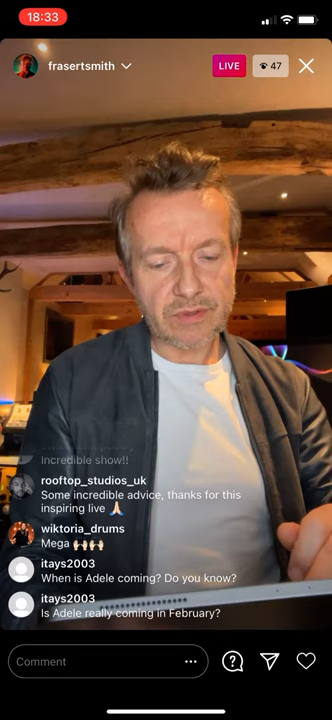 18:33
frasertsmith
LIVE
47
Incredible show!!
rooftop_studios_uk
Some incredible advice, thanks for this
inspiring live 🙏🏻
wiktoria_drums
Mega 🙌🏻🙌🏻
itays2003
When is Adele coming? Do you know?
itays2003
Is Adele really coming in February?
Comment